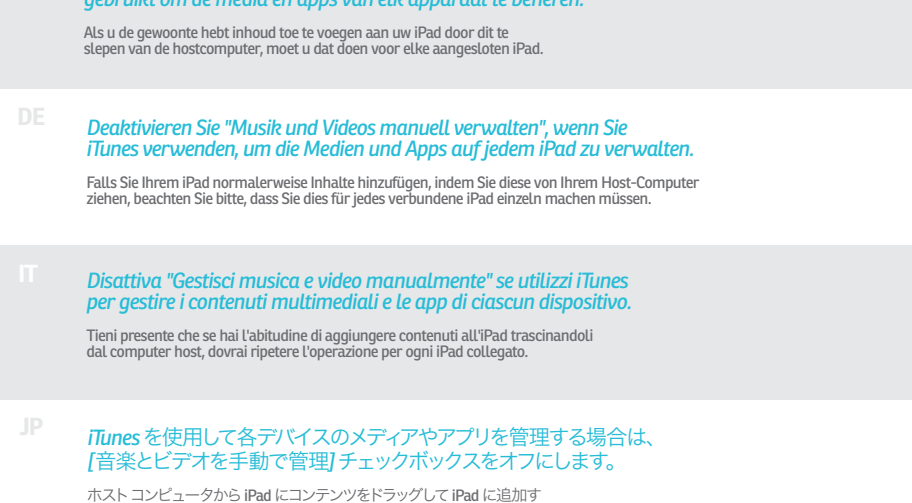 gebruikt om de media en apps van elk apparaat te beheren.
Als u de gewoonte hebt inhoud toe te voegen aan uw iPad door dit te
slepen van de hostcomputer, moet u dat doen voor elke aangesloten iPad.
DE
Deaktivieren Sie "Musik und Videos manuell verwalten", wenn Sie
iTunes verwenden, um die Medien und Apps auf jedem iPad zu verwalten.
Falls Sie Ihrem iPad normalerweise Inhalte hinzufügen, indem Sie diese von Ihrem Host-Computer
ziehen, beachten Sie bitte, dass Sie dies für jedes verbundene iPad einzeln machen müssen.
IT
Disattiva "Gestisci musica e video manualmente" se utilizzi iTunes
per gestire i contenuti multimediali e le app di ciascun dispositivo.
Tieni presente che se hai l'abitudine di aggiungere contenuti all'iPad trascinandoli
dal computer host, dovrai ripetere l'operazione per ogni iPad collegato.
JP
iTunes を使用して各デバイスのメディアやアプリを管理する場合は、
[音楽とビデオを手動で管理] チェックボックスをオフにします。
ホスト コンピュータから iPad にコンテンツをドラッグして iPad に追加す